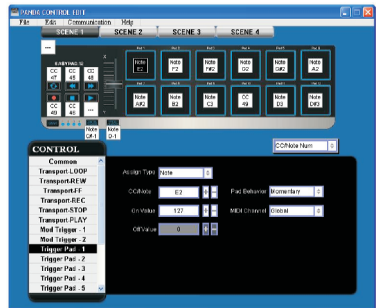 PANDA CONTROL EDIT
File Edit Communication Help
SCENE 1 SCENE 2 SCENE 3 SCENE 4
---
Note E2
Note F2
Note F#2
Note G2
Note G#2
Note A2
CC 47
CC 45
CC 48
Note A#2
Note B2
Note C3
CC 49
Note D3
Note D#3
CC 49
CC 46
---
Note C#-1
Note D-1
CONTROL
CC/Note Num
Common
Transport-LOOP
Transport-REW
Transport-FF
Transport-REC
Transport-STOP
Transport-PLAY
Mod Trigger - 1
Mod Trigger - 2
Trigger Pad - 1
Trigger Pad - 2
Trigger Pad - 3
Trigger Pad - 4
Trigger Pad - 5
Assign Type Note
CC/Note E2 + - Pad Behavior Momentary
On Value 127 + - MIDI Channel Global
Off Value 0 + -